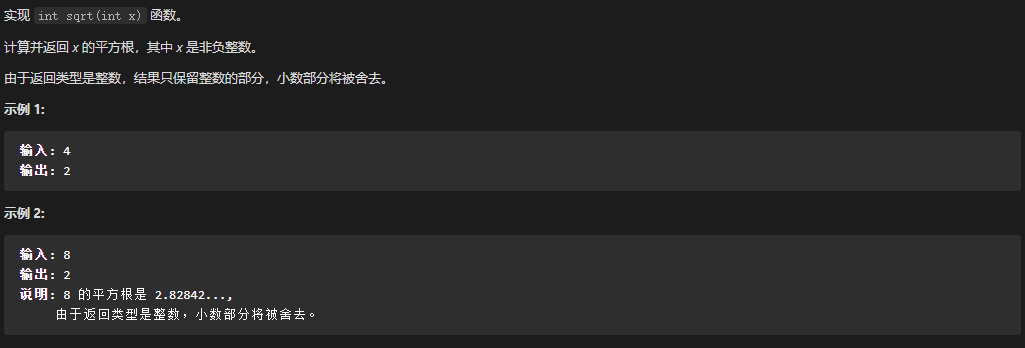 实现 int sqrt(int x) 函数。
计算并返回 x 的平方根，其中 x 是非负整数。
由于返回类型是整数，结果只保留整数的部分，小数部分将被舍去。
示例 1:
输入: 4
输出: 2
示例 2:
输入: 8
输出: 2
说明: 8 的平方根是 2.82842...,
由于返回类型是整数，小数部分将被舍去。